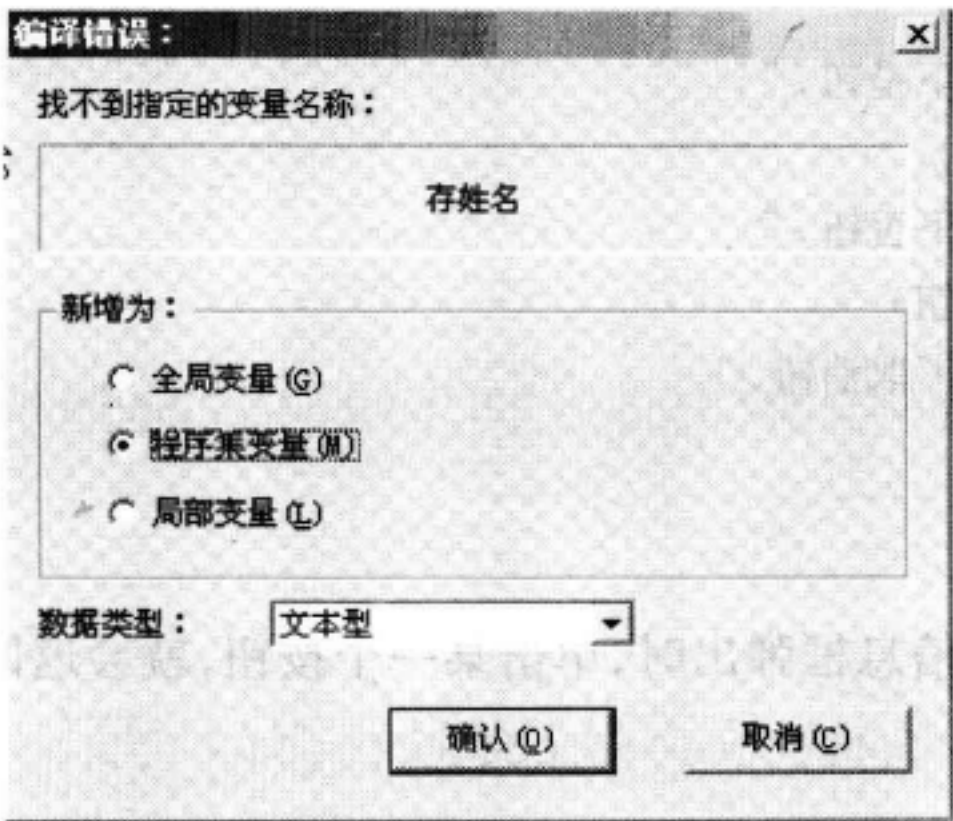 编译错误：
找不到指定的变量名称：
存姓名
新增为：
全局变量(G)
程序集变量(M)
局部变量(L)
数据类型：
文本型
确认(O)
取消(C)